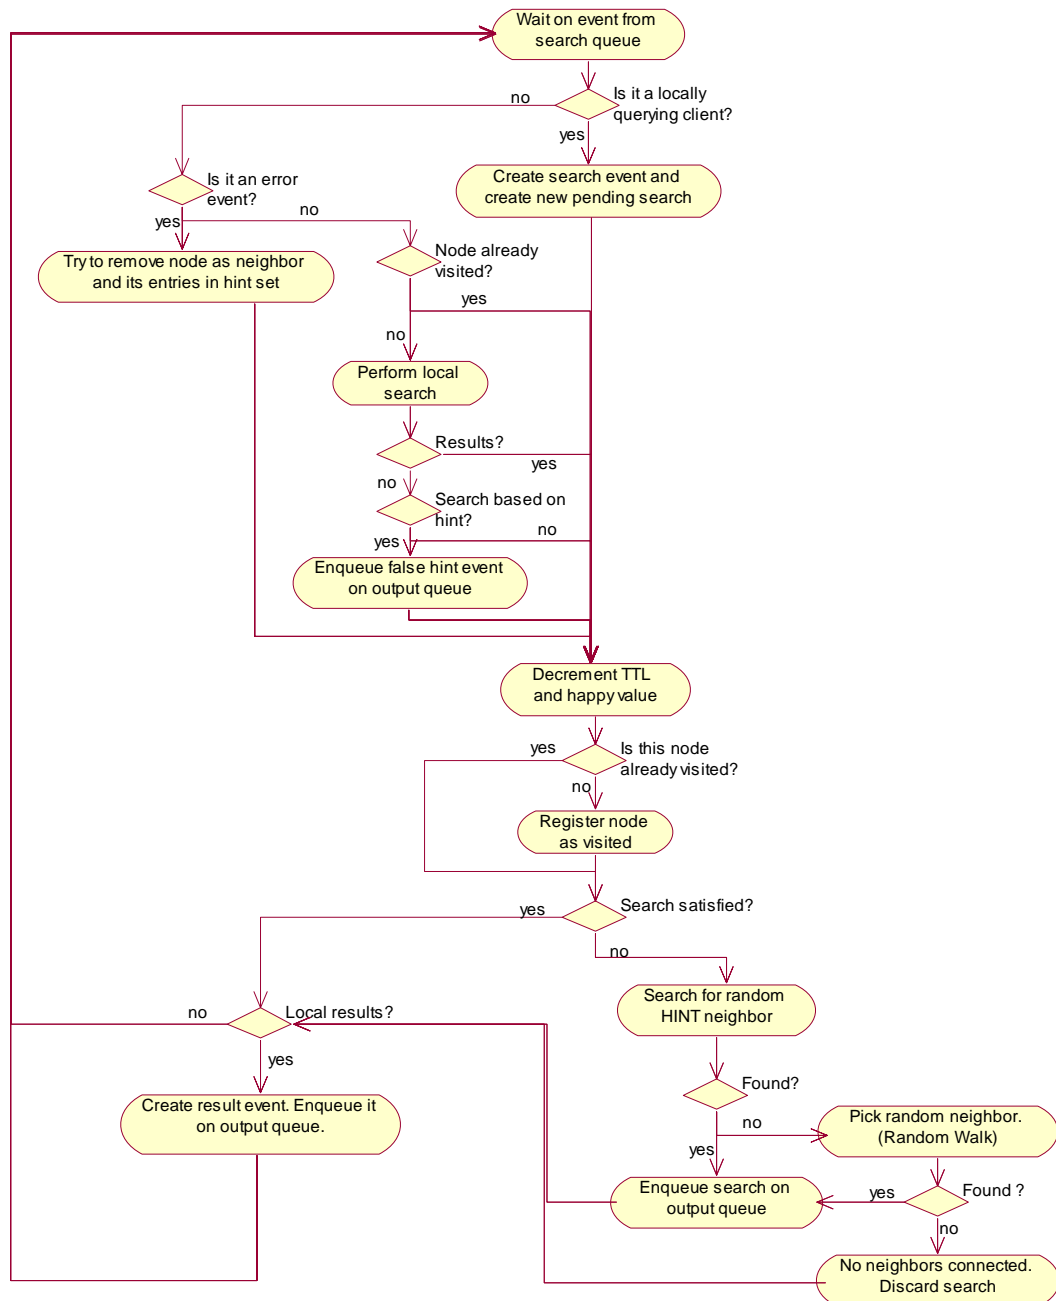 Wait on event from
search queue
Is it a locally
querying client?
no
yes
Create search event and
create new pending search
Is it an error
event?
no
yes
Try to remove node as neighbor
and its entries in hint set
Node already
visited?
yes
no
Perform local
search
Results?
yes
no
Search based on
hint?
no
yes
Enqueue false hint event
on output queue
Decrement TTL
and happy value
yes
Is this node
already visited?
no
Register node
as visited
yes
Search satisfied?
no
Search for random
HINT neighbor
no
Local results?
yes
Create result event. Enqueue it
on output queue.
Found?
no
yes
Pick random neighbor.
(Random Walk)
Enqueue search on
output queue
yes
Found ?
no
No neighbors connected.
Discard search